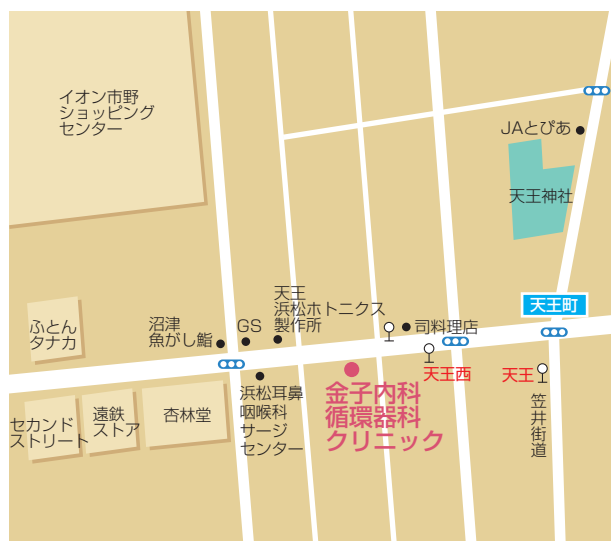 イオン市野
ショッピング
センター
JAとぴあ
天王神社
天王町
ふとん
タナカ
沼津
魚がし鮨
GS
天王
浜松ホトニクス
製作所
司料理店
天王西
天王
金子内科
循環器科
クリニック
浜松耳鼻
咽喉科
サージ
センター
セカンド
ストリート
遠鉄
ストア
杏林堂
笠井街道